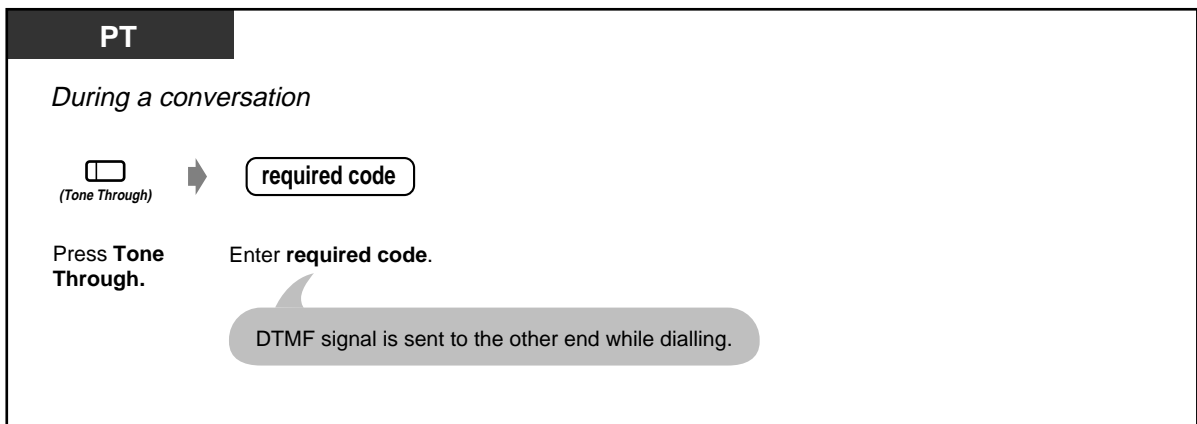 PT
During a conversation
(Tone Through)
required code
Press Tone
Through.
Enter required code.
DTMF signal is sent to the other end while dialling.